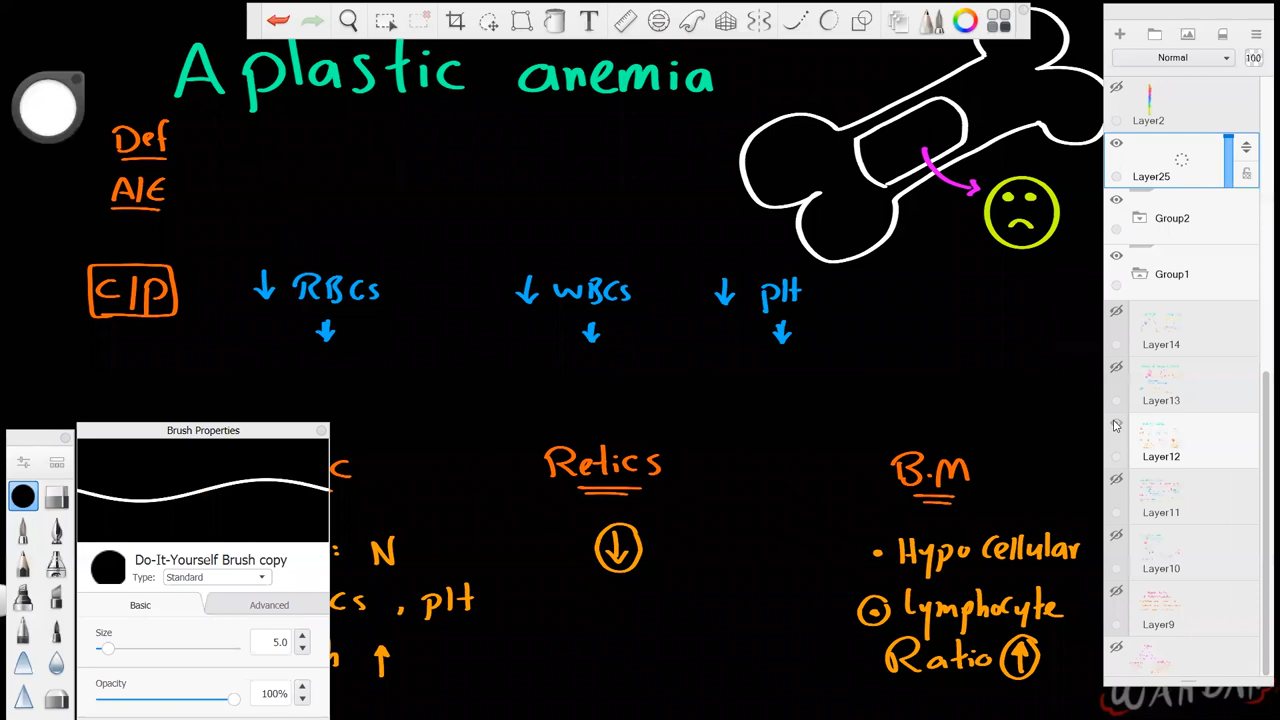 Aplastic anemia
Def
A/E
C/P
↓ RBCs ↓ WBCs ↓ plt
↓ ↓ ↓
C Retics B.M
: N ↓ • Hypo Cellular
cs , plt • lymphocyte
↑ Ratio ↑
Brush Properties
Do-It-Yourself Brush copy
Type: Standard
Basic Advanced
Size
5.0
Opacity
100%
Normal 100
Layer2
Layer25
Group2
Group1
Layer14
Layer13
Layer12
Layer11
Layer10
Layer9